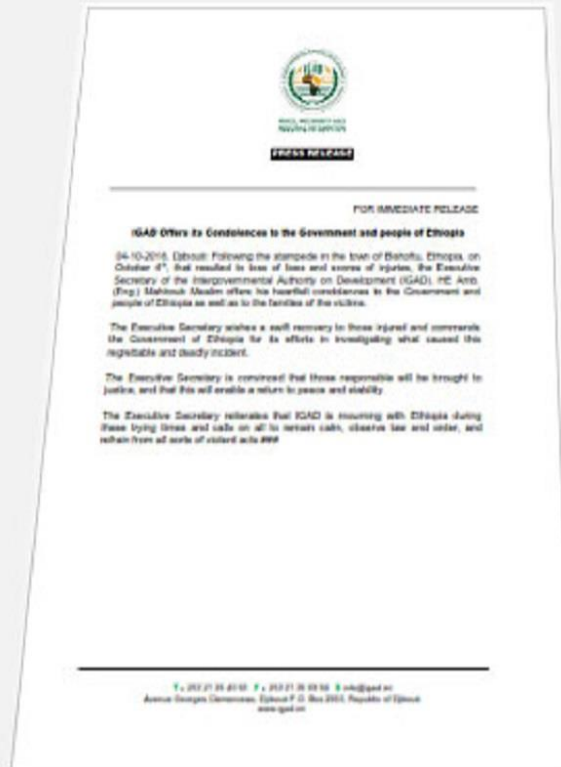 PEACE, PROSPERITY AND
REGIONAL INTEGRATION
PRESS RELEASE
FOR IMMEDIATE RELEASE
IGAD Offers its Condolences to the Government and people of Ethiopia
04-10-2016, Djibouti: Following the stampede in the town of Bishoftu, Ethiopia, on
October, that resulted to loss of lives and scores of injuries, the Executive
Secretary of the Intergovernmental Authority on Development (IGAD), HE Amb.
(Eng.) Mahboub Maalim offers his heartfelt condolences to the Government and
people of Ethiopia as well as to the families of the victims.
The Executive Secretary wishes a swift recovery to those injured and commends
the Government of Ethiopia for its efforts in investigating what caused this
regrettable and deadly incident.
The Executive Secretary is convinced that those responsible will be brought to
justice, and that this will enable a return to peace and stability.
The Executive Secretary reiterates that IGAD is mourning with Ethiopia during
these trying times and calls on all to remain calm, observe law and order, and
refrain from all sorts of violent acts ###
Avenue Georges Clemenceau, Djibouti P.O. Box, Republic of Djibouti
www.igad.int